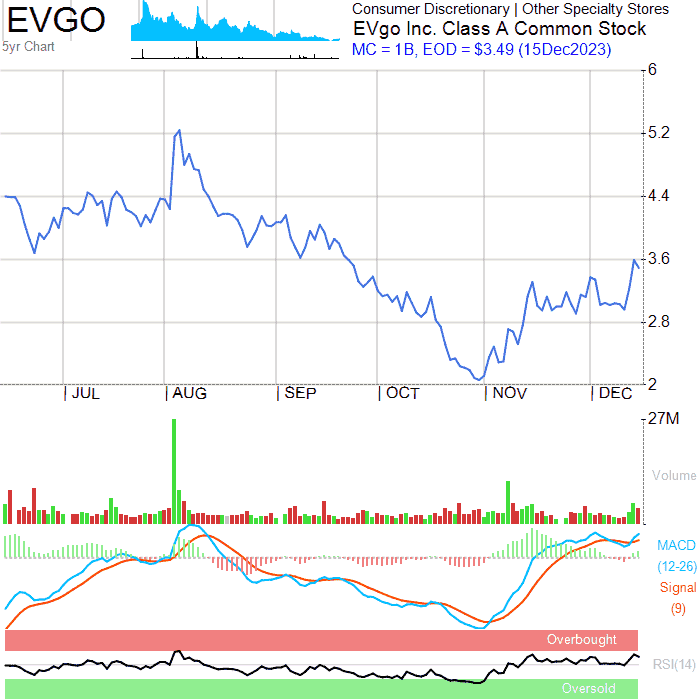 EVGO
5yr Chart
Consumer Discretionary | Other Specialty Stores
EVgo Inc. Class A Common Stock
MC = 1B, EOD = $3.49 (15Dec2023)
6
5.2
4.4
3.6
2.8
2
JUL AUG SEP OCT NOV DEC
27M
Volume
MACD
(12-26)
Signal
(9)
Overbought
RSI(14)
Oversold